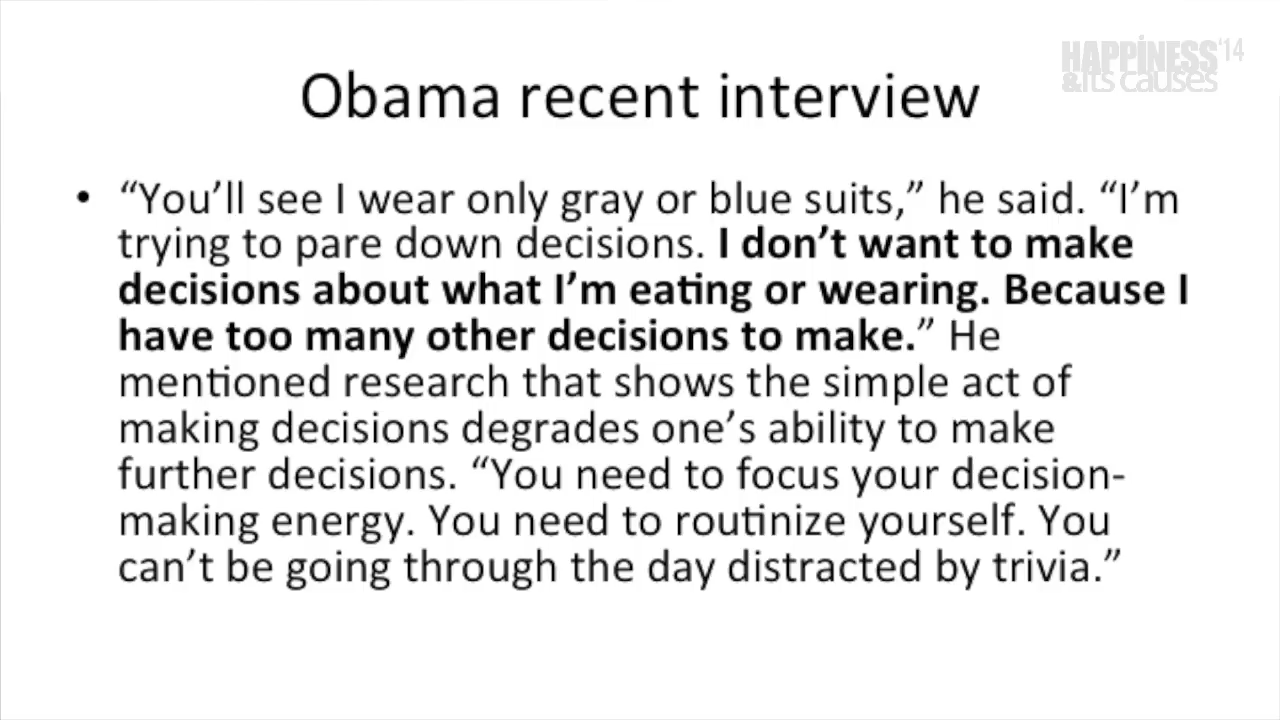 HAPPINESS '14
&its causes
Obama recent interview
• “You’ll see I wear only gray or blue suits,” he said. “I’m
trying to pare down decisions. I don’t want to make
decisions about what I’m eating or wearing. Because I
have too many other decisions to make.” He
mentioned research that shows the simple act of
making decisions degrades one’s ability to make
further decisions. “You need to focus your decision-
making energy. You need to routinize yourself. You
can’t be going through the day distracted by trivia.”